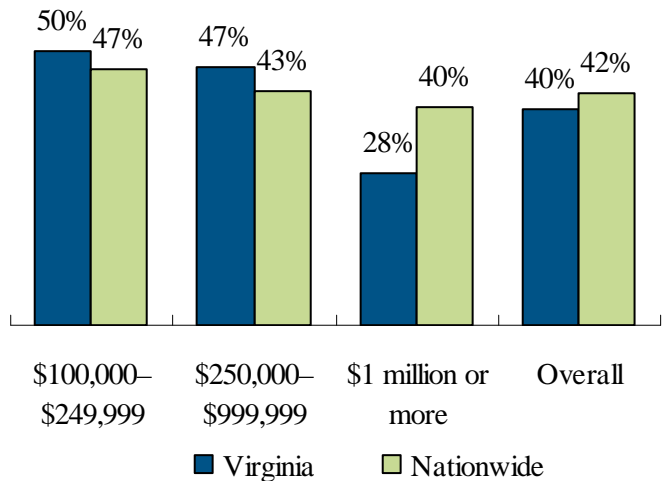 50%
47%
47%
43%
28%
40%
40%
42%
$100,000–
$249,999
$250,000–
$999,999
$1 million or
more
Overall
Virginia
Nationwide